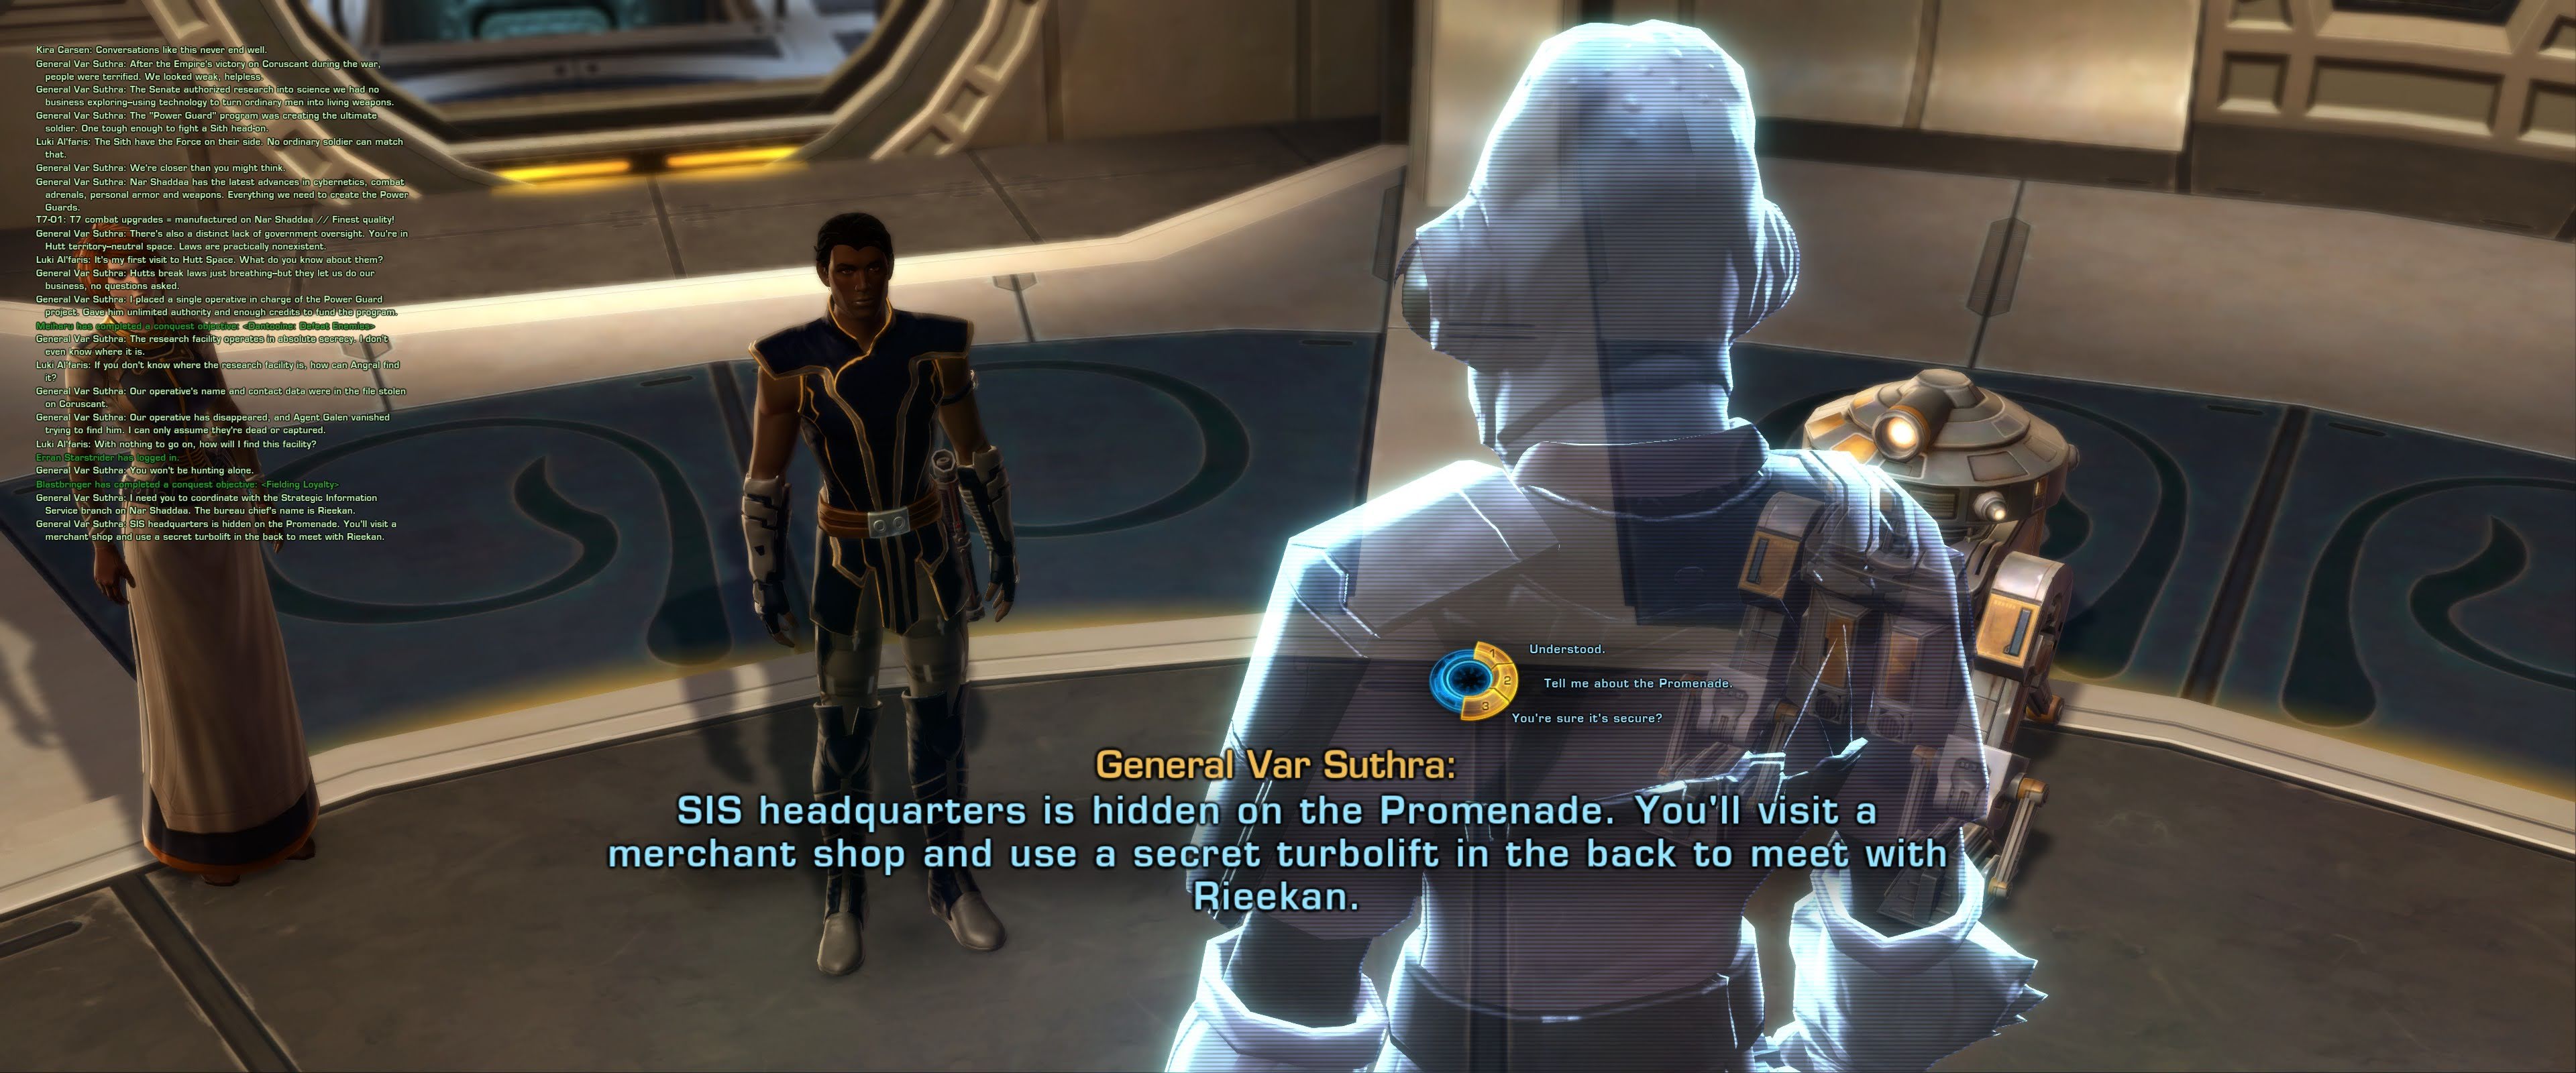 Kira Carsen: Conversations like this never end well.
General Var Suthra: After the Empire's victory on Coruscant during the war,
people were terrified. We looked weak, helpless.
General Var Suthra: The Senate authorized research into science we had no
business exploring—using technology to turn ordinary men into living weapons.
General Var Suthra: The "Power Guard" program was creating the ultimate
soldier. One tough enough to fight a Sith head-on.
Luki Al'faris: The Sith have the Force on their side. No ordinary soldier can match
that.
General Var Suthra: We're closer than you might think.
General Var Suthra: Nar Shaddaa has the latest advances in cybernetics, combat
adrenals, personal armor and weapons. Everything we need to create the Power
Guards.
T7-O1: T7 combat upgrades = manufactured on Nar Shaddaa // Finest quality!
General Var Suthra: There's also a distinct lack of government oversight. You're in
Hutt territory—neutral space. Laws are practically nonexistent.
Luki Al'faris: It's my first visit to Hutt Space. What do you know about them?
General Var Suthra: Hutts break laws just breathing—but they let us do our
business, no questions asked.
General Var Suthra: I placed a single operative in charge of the Power Guard
project. Gave him unlimited authority and enough credits to fund the program.
Meiharu has completed a conquest objective: <Dantooine: Defeat Enemies>
General Var Suthra: The research facility operates in absolute secrecy. I don't
even know where it is.
Luki Al'faris: If you don't know where the research facility is, how can Angral find
it?
General Var Suthra: Our operative's name and contact data were in the file stolen
on Coruscant.
General Var Suthra: Our operative has disappeared, and Agent Galen vanished
trying to find him. I can only assume they're dead or captured.
Luki Al'faris: With nothing to go on, how will I find this facility?
Erran Starstrider has logged in.
General Var Suthra: You won't be hunting alone.
Blastbringer has completed a conquest objective: <Fielding Loyalty>
General Var Suthra: I need you to coordinate with the Strategic Information
Service branch on Nar Shaddaa. The bureau chief's name is Rieekan.
General Var Suthra: SIS headquarters is hidden on the Promenade. You'll visit a
merchant shop and use a secret turbolift in the back to meet with Rieekan.
1 Understood.
2 Tell me about the Promenade.
3 You're sure it's secure?
General Var Suthra:
SIS headquarters is hidden on the Promenade. You'll visit a
merchant shop and use a secret turbolift in the back to meet with
Rieekan.